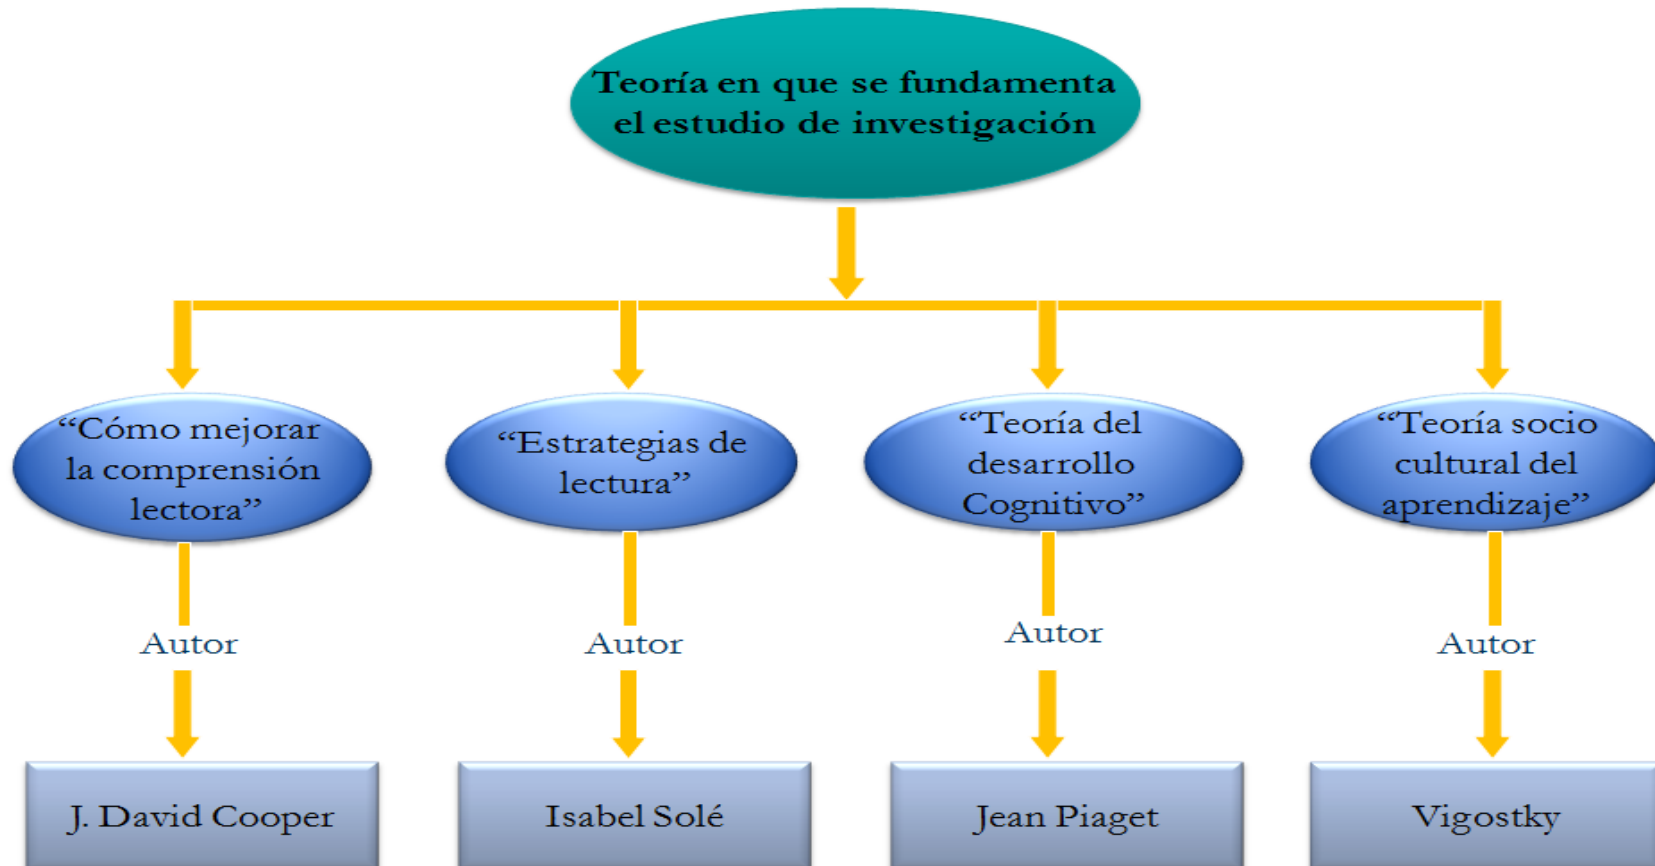 Teoría en que se fundamenta
el estudio de investigación
“Cómo mejorar
la comprensión
lectora”
“Estrategias de
lectura”
“Teoría del
desarrollo
Cognitivo”
“Teoría socio
cultural del
aprendizaje”
Autor
Autor
Autor
Autor
J. David Cooper
Isabel Solé
Jean Piaget
Vigostky